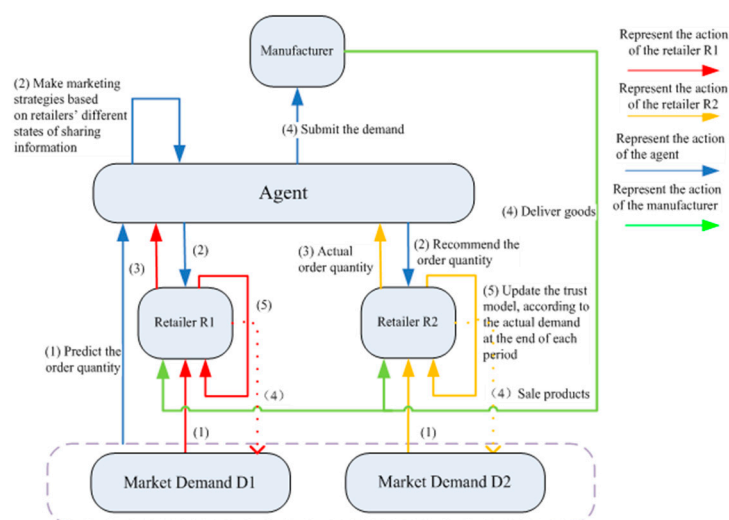 Manufacturer
Represent the action
of the retailer R1
Represent the action
of the retailer R2
Represent the action
of the agent
Represent the action
of the manufacturer
(2) Make marketing
strategies based
on retailers' different
states of sharing
information
(4) Submit the demand
Agent
(4) Deliver goods
(3)
(2)
(3) Actual
order quantity
(2) Recommend the
order quantity
Retailer R1
(5)
Retailer R2
(5) Update the trust
model, according to
the actual demand
at the end of each
period
(1) Predict the
order quantity
(4)
(4) Sale products
(1)
(1)
Market Demand D1
Market Demand D2